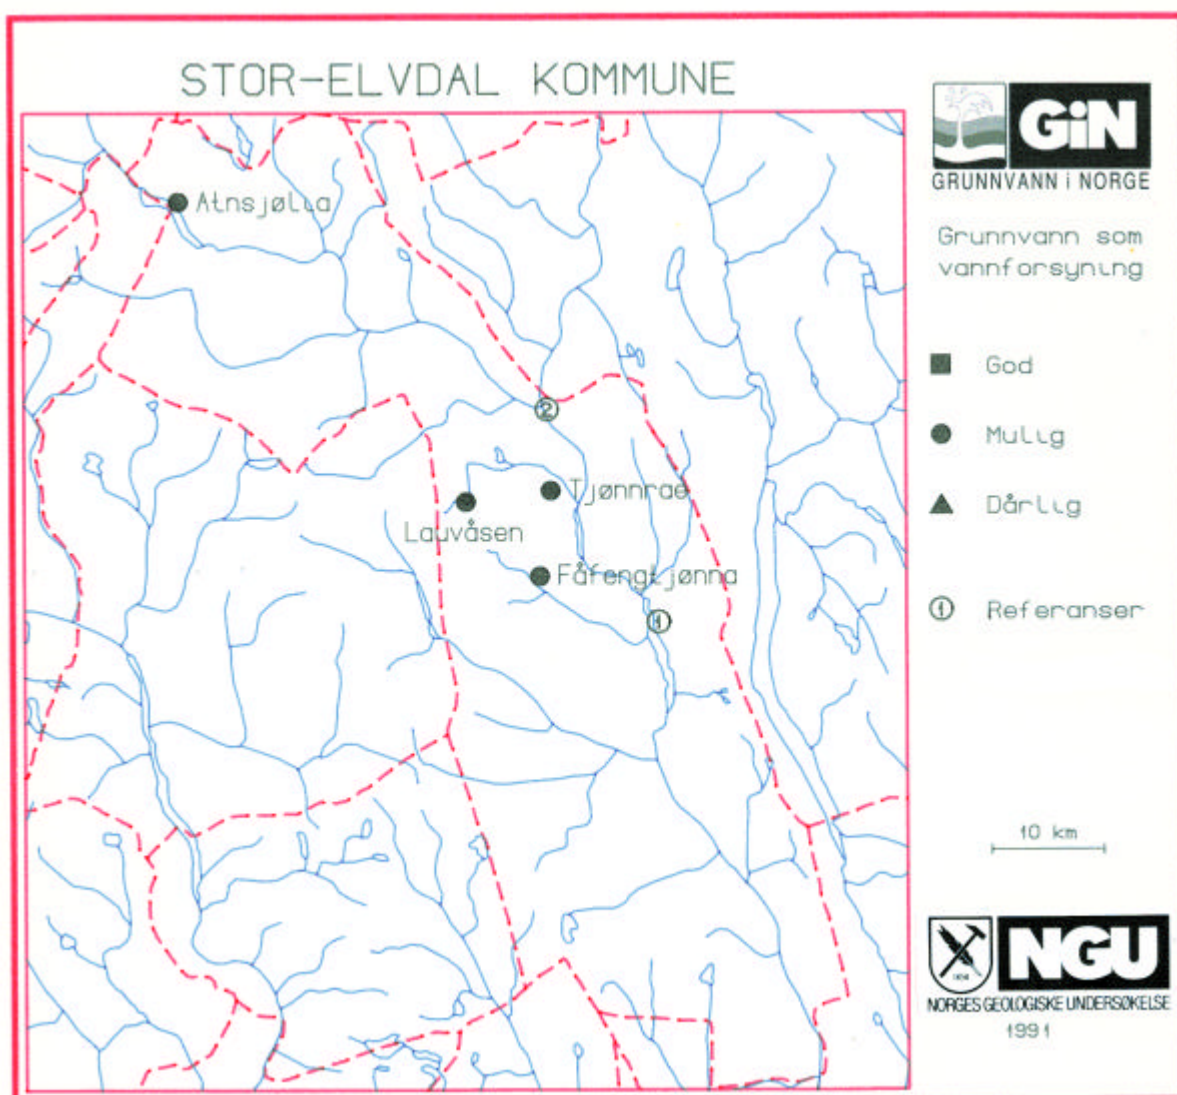 STOR-ELVDAL KOMMUNE
GiN
GRUNNVANN i NORGE
Grunnvann som
vannforsyning
Atnsjølia
God
2
Mulig
Tjønnrae
Lauvåsen
Dårlig
Fåfengtjønna
1
1 Referanser
10 km
NGU
NORGES GEOLOGISKE UNDERSØKELSE
1991